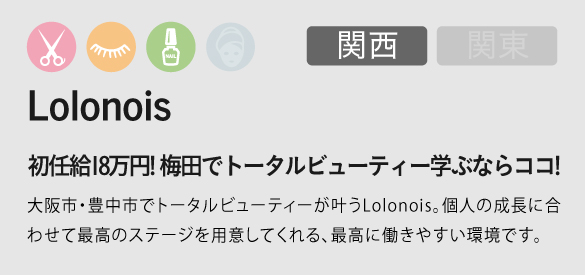 NAIL
関西
関東
Lolonois
初任給18万円! 梅田でトータルビューティー学ぶならココ!
大阪市・豊中市でトータルビューティーが叶うLolonois。個人の成長に合
わせて最高のステージを用意してくれる、最高に働きやすい環境です。